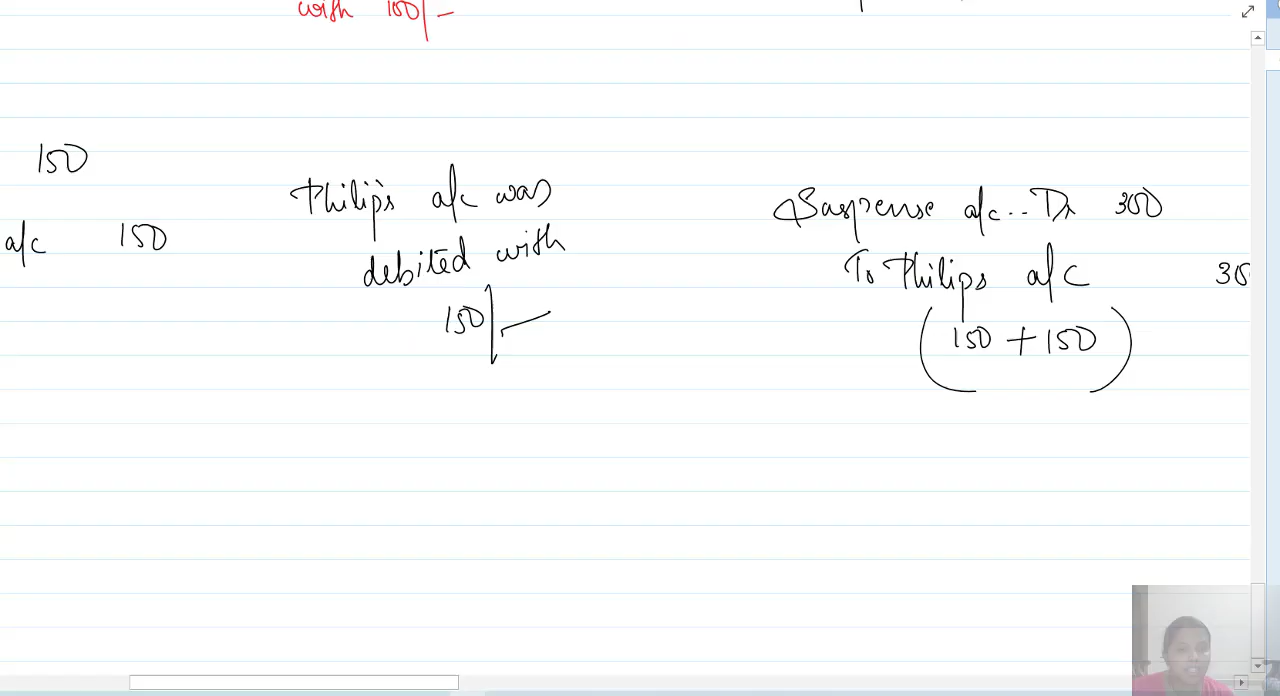 with 150/-
150
a/c 150
Philips a/c was
debited with
150/-
Suspense a/c.. Dr 300
To Philips a/c 30
(150 + 150)